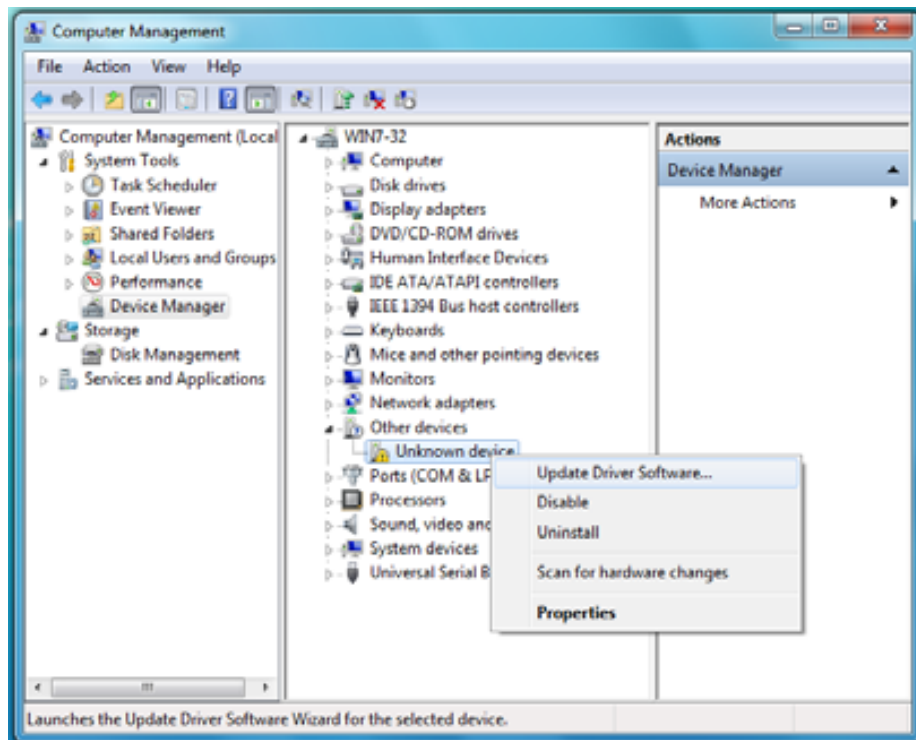 Computer Management
File Action View Help
Computer Management (Local
System Tools
Task Scheduler
Event Viewer
Shared Folders
Local Users and Groups
Performance
Device Manager
Storage
Disk Management
Services and Applications
WIN7-32
Computer
Disk drives
Display adapters
DVD/CD-ROM drives
Human Interface Devices
IDE ATA/ATAPI controllers
IEEE 1394 Bus host controllers
Keyboards
Mice and other pointing devices
Monitors
Network adapters
Other devices
Unknown device
Ports (COM & LP
Processors
Sound, video and
System devices
Universal Serial B
Update Driver Software...
Disable
Uninstall
Scan for hardware changes
Properties
Actions
Device Manager
More Actions
Launches the Update Driver Software Wizard for the selected device.